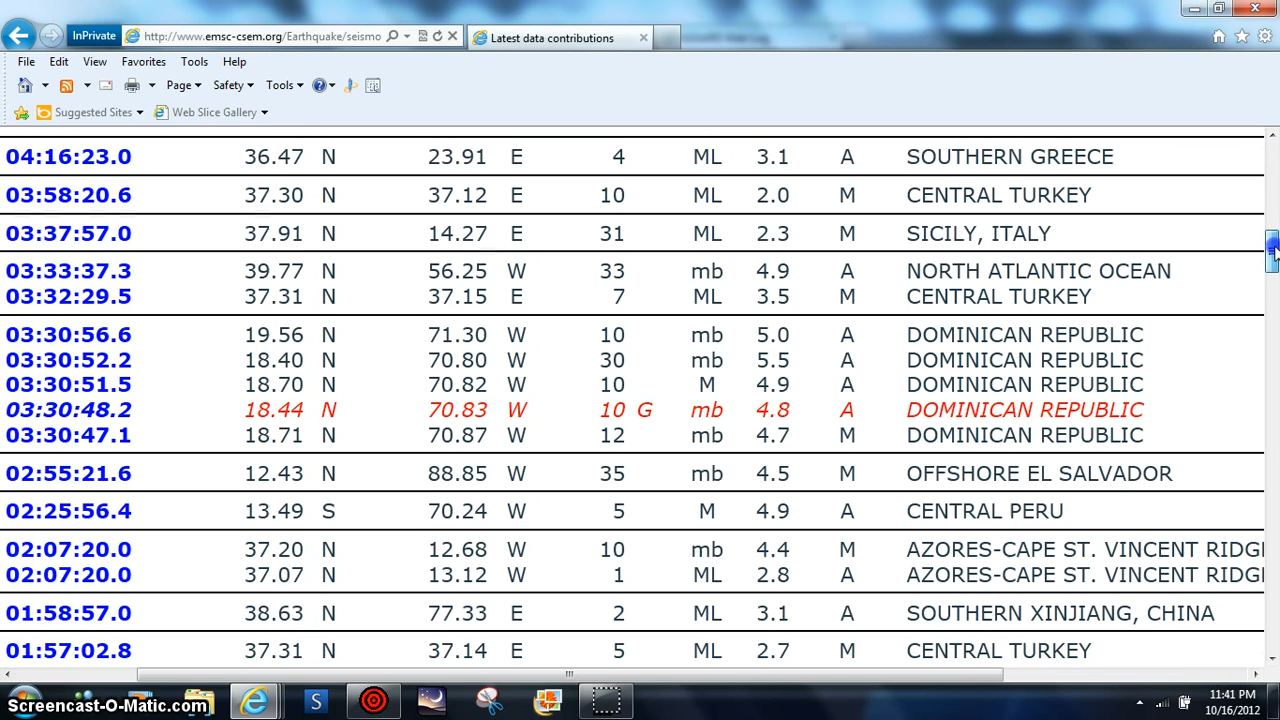 InPrivate http://www.emsc-csem.org/Earthquake/seismo Latest data contributions
File Edit View Favorites Tools Help
Page Safety Tools
Suggested Sites Web Slice Gallery
04:16:23.0 36.47 N 23.91 E 4 ML 3.1 A SOUTHERN GREECE
03:58:20.6 37.30 N 37.12 E 10 ML 2.0 M CENTRAL TURKEY
03:37:57.0 37.91 N 14.27 E 31 ML 2.3 M SICILY, ITALY
03:33:37.3 39.77 N 56.25 W 33 mb 4.9 A NORTH ATLANTIC OCEAN
03:32:29.5 37.31 N 37.15 E 7 ML 3.5 M CENTRAL TURKEY
03:30:56.6 19.56 N 71.30 W 10 mb 5.0 A DOMINICAN REPUBLIC
03:30:52.2 18.40 N 70.80 W 30 mb 5.5 A DOMINICAN REPUBLIC
03:30:51.5 18.70 N 70.82 W 10 M 4.9 A DOMINICAN REPUBLIC
03:30:48.2 18.44 N 70.83 W 10 G mb 4.8 A DOMINICAN REPUBLIC
03:30:47.1 18.71 N 70.87 W 12 mb 4.7 M DOMINICAN REPUBLIC
02:55:21.6 12.43 N 88.85 W 35 mb 4.5 M OFFSHORE EL SALVADOR
02:25:56.4 13.49 S 70.24 W 5 M 4.9 A CENTRAL PERU
02:07:20.0 37.20 N 12.68 W 10 mb 4.4 M AZORES-CAPE ST. VINCENT RIDG
02:07:20.0 37.07 N 13.12 W 1 ML 2.8 A AZORES-CAPE ST. VINCENT RIDG
01:58:57.0 38.63 N 77.33 E 2 ML 3.1 A SOUTHERN XINJIANG, CHINA
01:57:02.8 37.31 N 37.14 E 5 ML 2.7 M CENTRAL TURKEY
11:41 PM
Screencast-O-Matic.com 10/16/2012